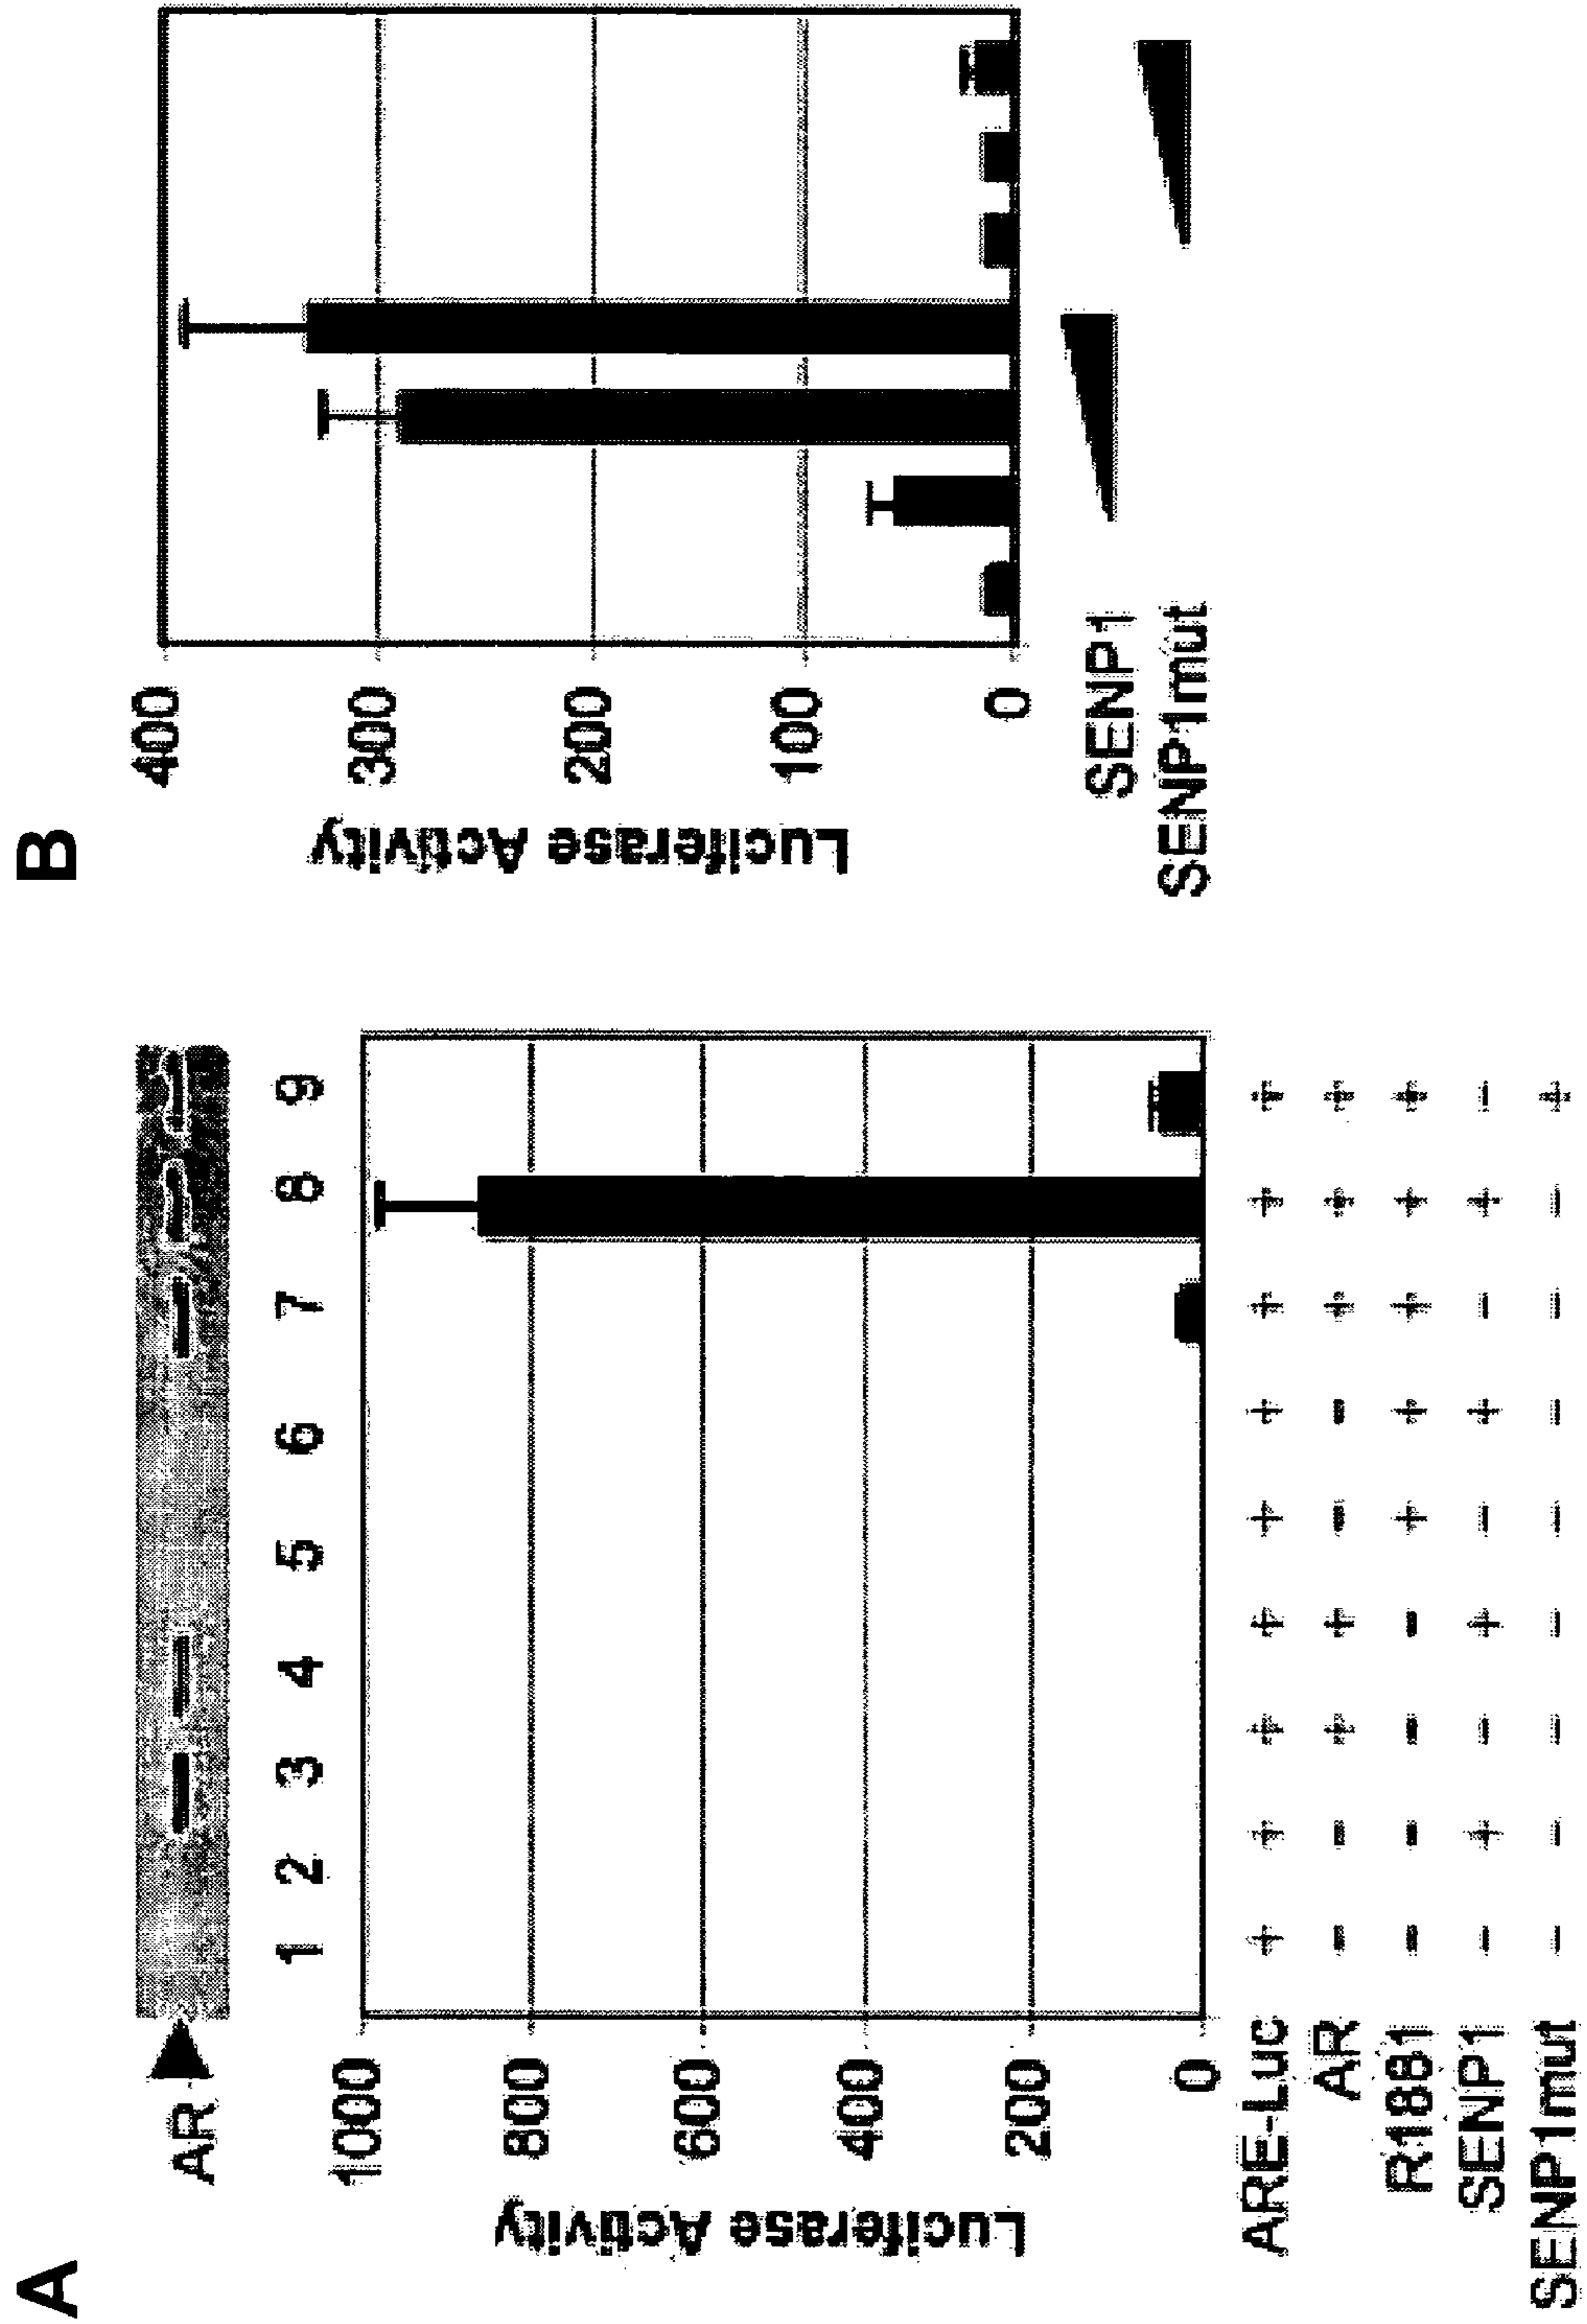 A
AR
1 2 3 4 5 6 7 8 9
Luciferase Activity
1000
800
600
400
200
0
ARE-Luc + + + + + + + + +
AR - - + + - - + + +
R1881 - - - - + + + + +
SENP1 - + - + - + - + -
SENP1mut - - - - - - - - +
B
Luciferase Activity
400
300
200
100
0
SENP1
SENP1mut